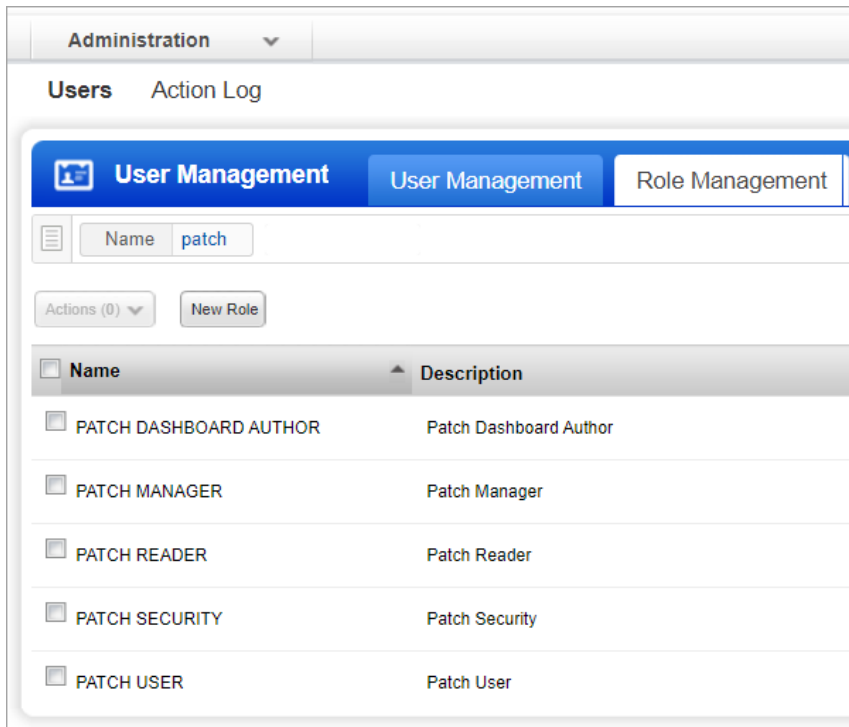 Administration
Users Action Log
User Management User Management Role Management
Name patch
Actions (0) New Role
Name Description
PATCH DASHBOARD AUTHOR Patch Dashboard Author
PATCH MANAGER Patch Manager
PATCH READER Patch Reader
PATCH SECURITY Patch Security
PATCH USER Patch User